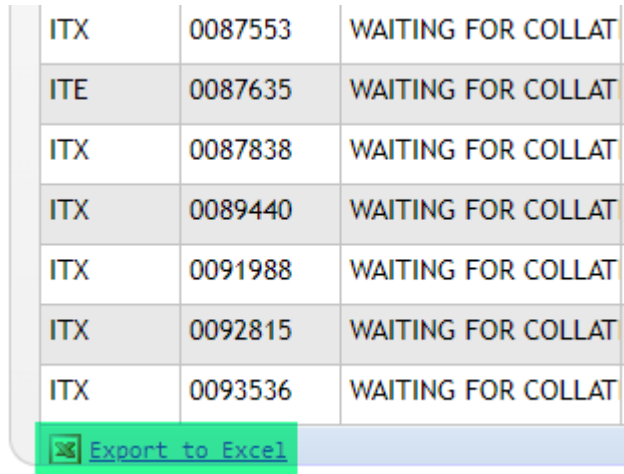 ITX 0087553 WAITING FOR COLLAT
ITE 0087635 WAITING FOR COLLAT
ITX 0087838 WAITING FOR COLLAT
ITX 0089440 WAITING FOR COLLAT
ITX 0091988 WAITING FOR COLLAT
ITX 0092815 WAITING FOR COLLAT
ITX 0093536 WAITING FOR COLLAT
Export to Excel